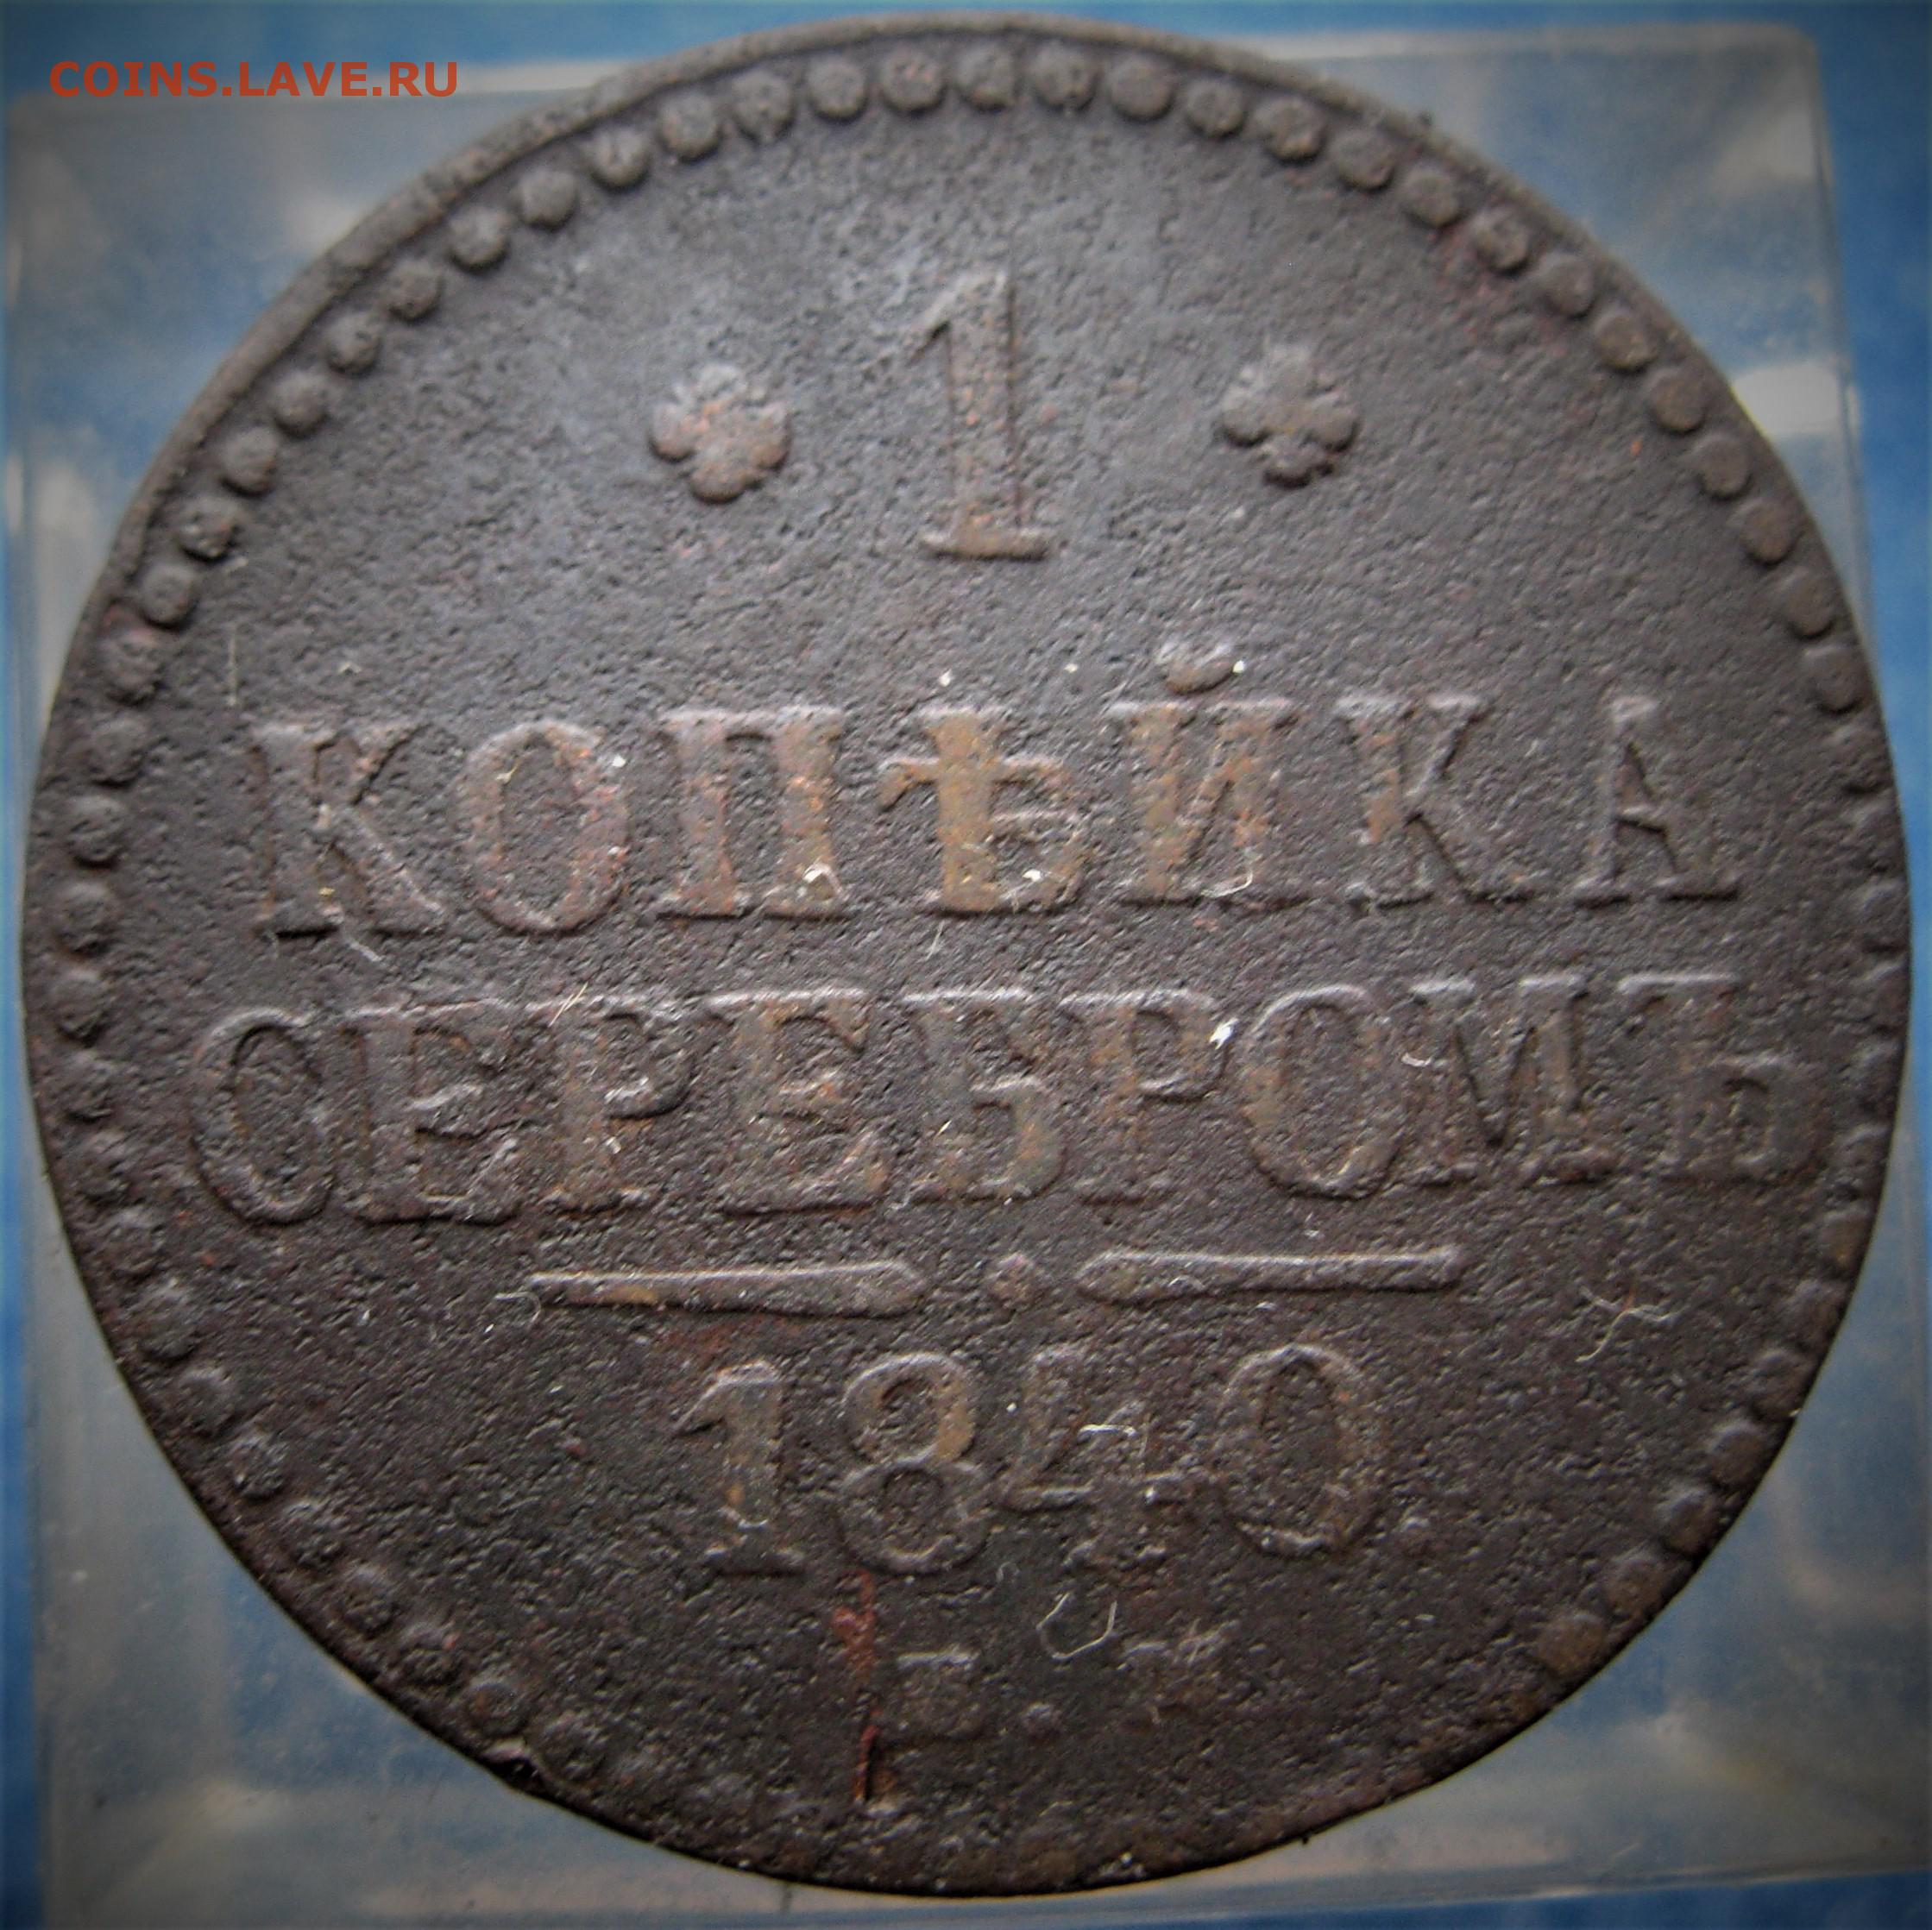 COINS.LAVE.RU
1
КОПѢЙКА
СЕРЕБРОМЪ
1840